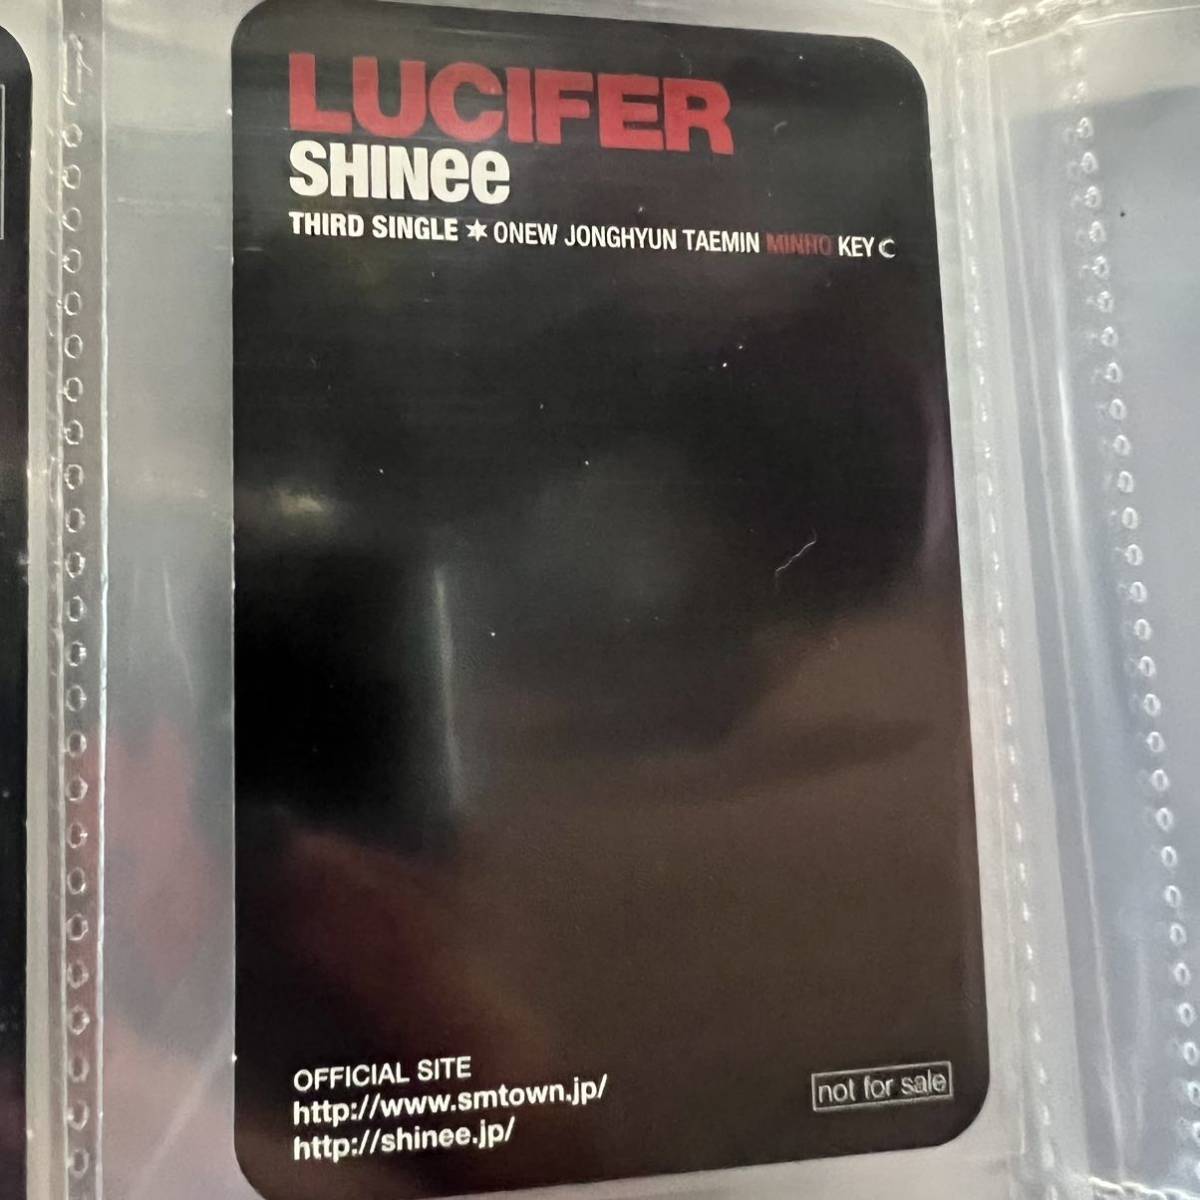 LUCIFER
SHINee
THIRD SINGLE ✶ ONEW JONGHYUN TAEMIN MINHO KEY☾
OFFICIAL SITE
http://www.smtown.jp/
http://shinee.jp/
not for sale